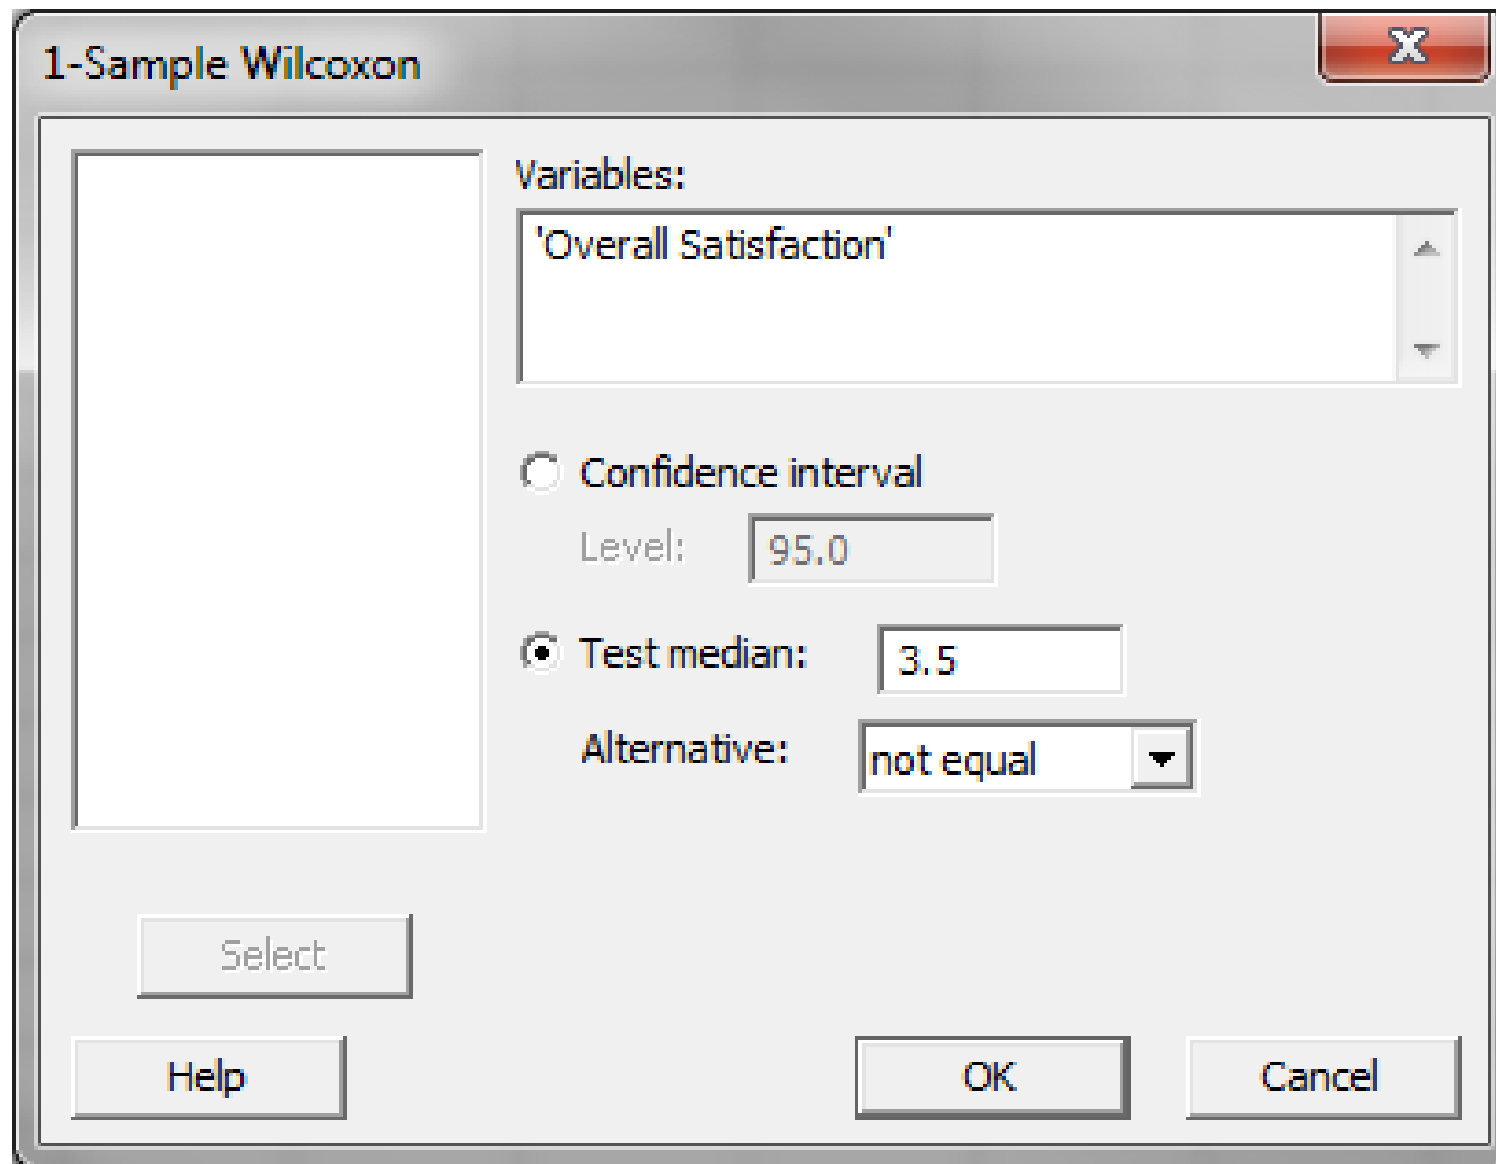 1-Sample Wilcoxon
Variables:
'Overall Satisfaction'
Confidence interval
Level: 95.0
Test median: 3.5
Alternative: not equal
Select
Help OK Cancel